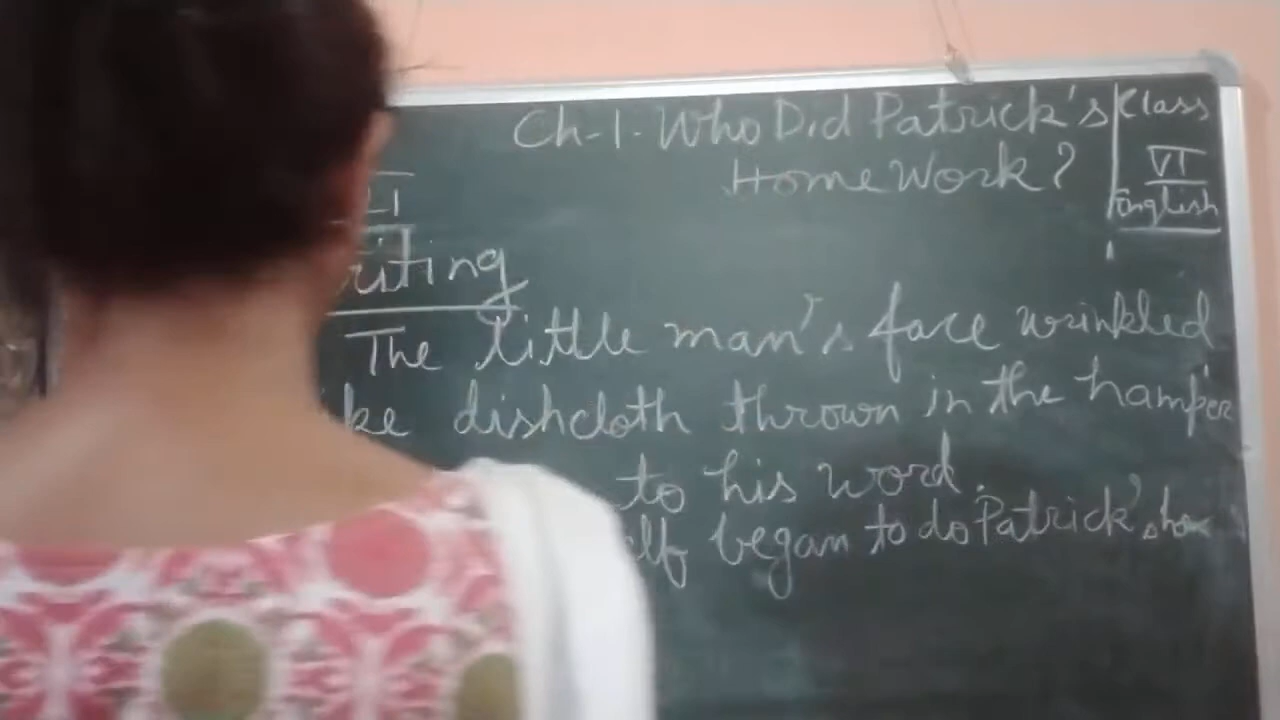 Ch-1. Who Did Patrick's
Home Work?
Class
VI
English
riting
The little man's face wrinkled
ke dishcloth thrown in the hamper
to his word.
elf began to do Patrick's ho